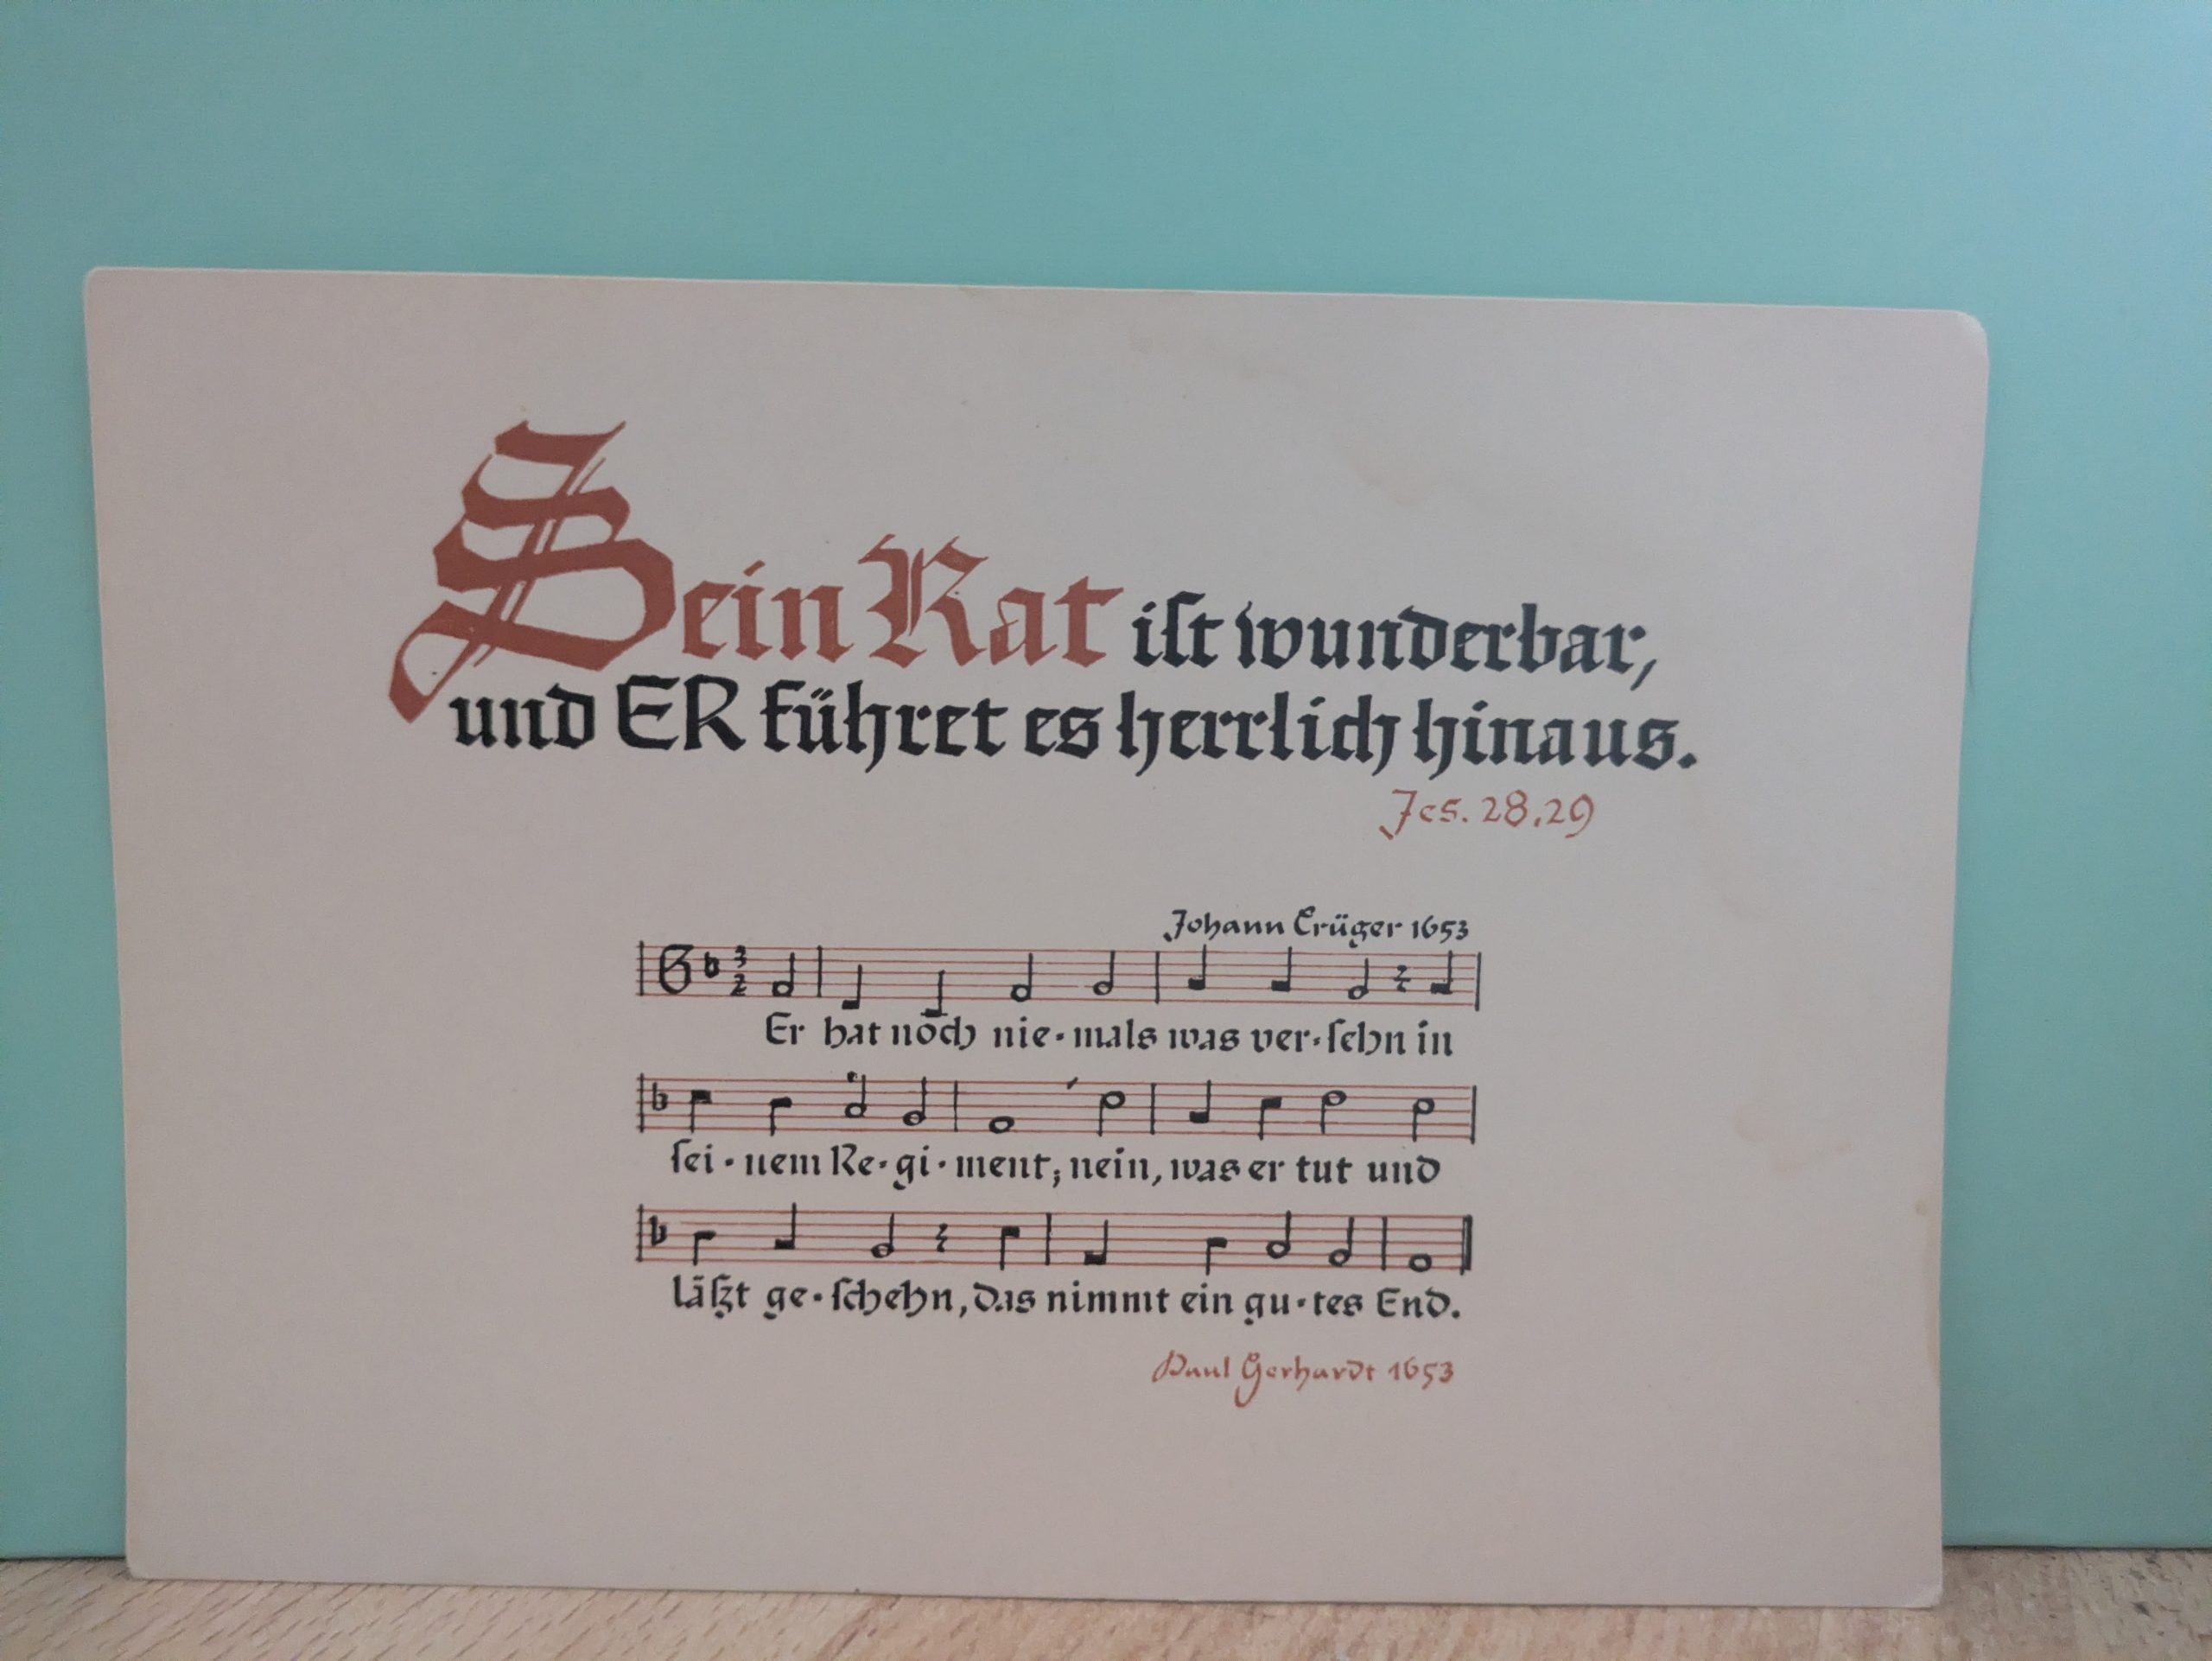 Sein Rat iſt wunderbar,
und ER führet es herrlich hinaus.
Jes. 28,29
Johann Crüger 1653
Er hat noch nie-mals was ver-ſehn in
ſei-nem Re-gi-ment; nein, was er tut und
läßt ge-ſchehn, das nimmt ein gu-tes End.
Paul Gerhardt 1653